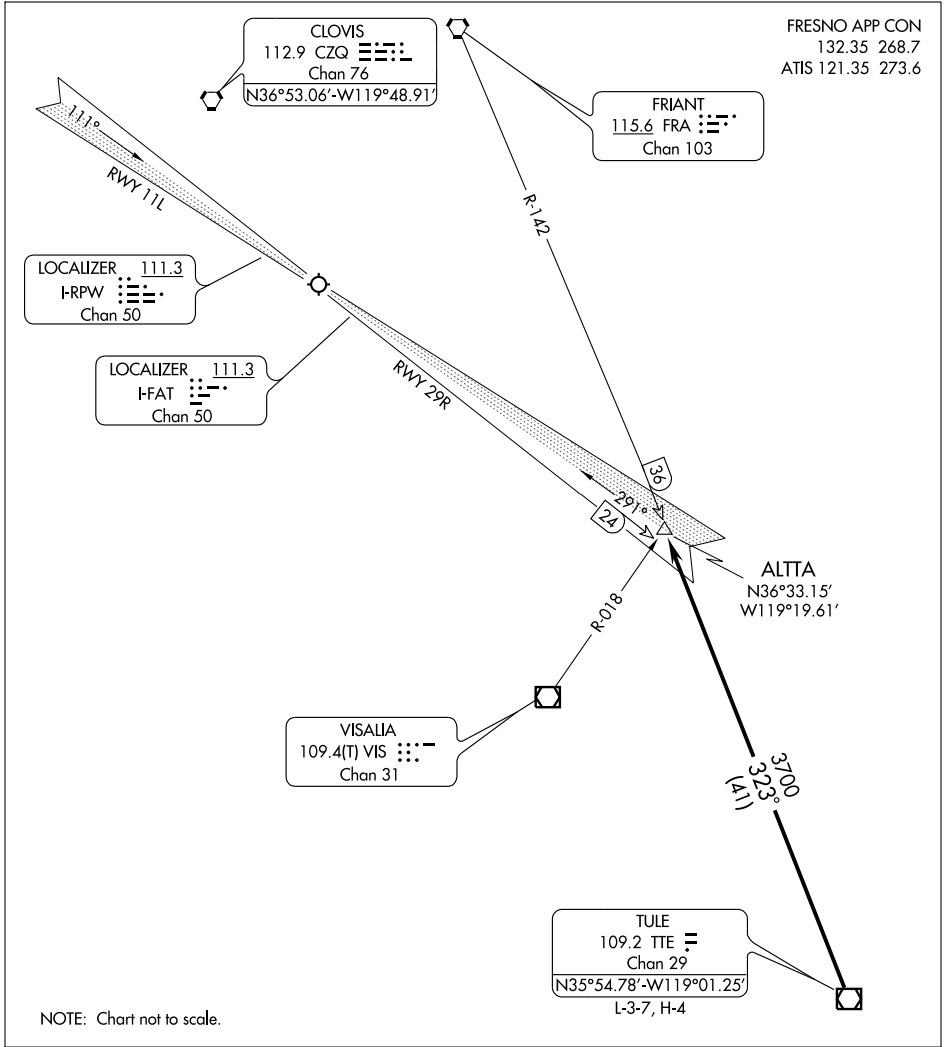 CLOVIS
112.9 CZQ
Chan 76
N36°53.06′-W119°48.91′
FRESNO APP CON
132.35 268.7
ATIS 121.35 273.6
FRIANT
115.6 FRA
Chan 103
111°
RWY 11L
R-142
LOCALIZER 111.3
I-RPW
Chan 50
LOCALIZER 111.3
I-FAT
Chan 50
RWY 29R
36
291°
24
ALTTA
N36°33.15′
W119°19.61′
R-018
VISALIA
109.4(T) VIS
Chan 31
3700
323°
(41)
TULE
109.2 TTE
Chan 29
N35°54.78′-W119°01.25′
L-3-7, H-4
NOTE: Chart not to scale.